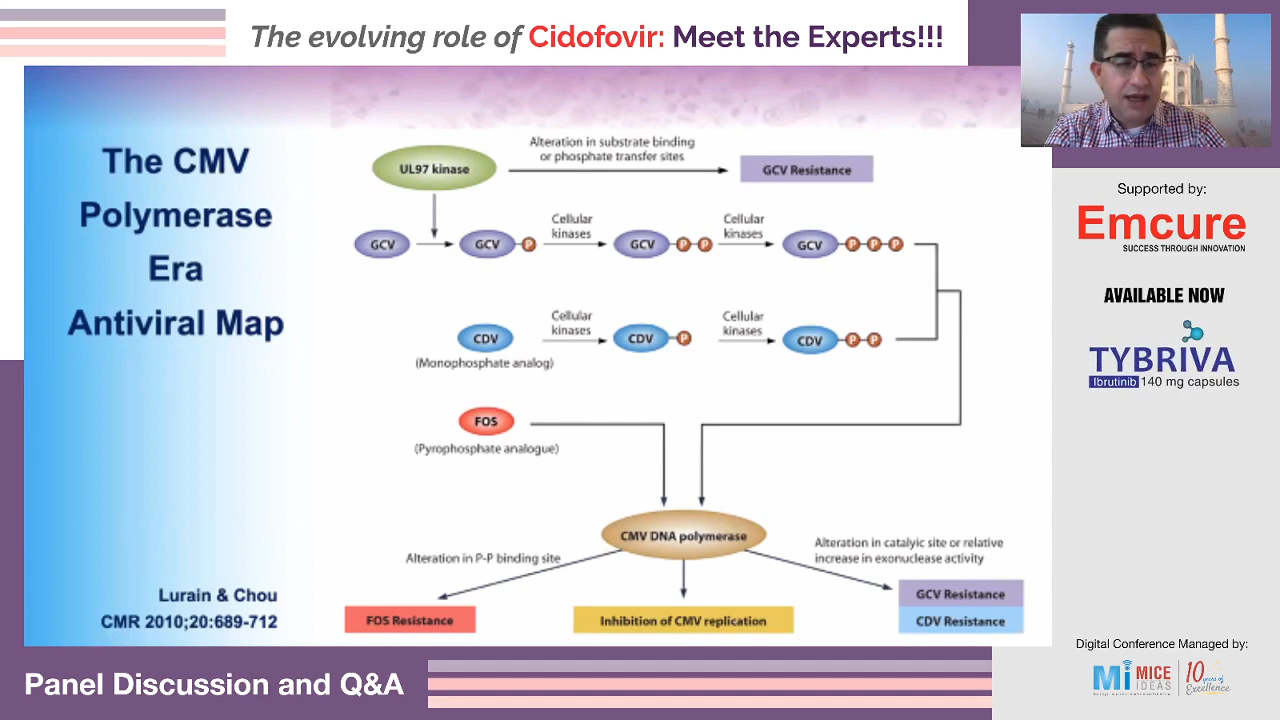 The evolving role of Cidofovir: Meet the Experts!!!
The CMV
Polymerase
Era
Antiviral Map
Lurain & Chou
CMR 2010;20:689-712
UL97 kinase
Alteration in substrate binding
or phosphate transfer sites
GCV Resistance
GCV
GCV P
Cellular
kinases
GCV P P
Cellular
kinases
GCV P P P
CDV
(Monophosphate analog)
Cellular
kinases
CDV P
Cellular
kinases
CDV P P
FOS
(Pyrophosphate analogue)
CMV DNA polymerase
Alteration in P-P binding site
Alteration in catalyic site or relative
increase in exonuclease activity
FOS Resistance
Inhibition of CMV replication
GCV Resistance
CDV Resistance
Supported by:
Emcure
SUCCESS THROUGH INNOVATION
AVAILABLE NOW
TYBRIVA
Ibrutinib 140 mg capsules
Digital Conference Managed by:
Mi MICE
IDEAS
10 years of
Excellence
Panel Discussion and Q&A